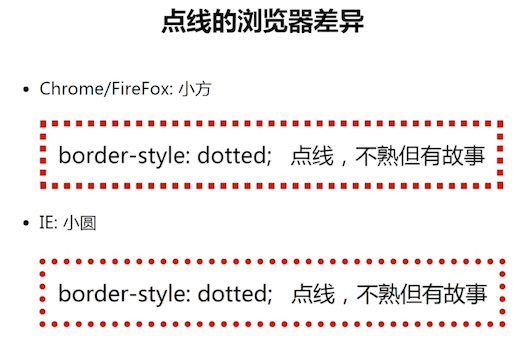 点线的浏览器差异
Chrome/FireFox: 小方
border-style: dotted; 点线，不熟但有故事
IE: 小圆
border-style: dotted; 点线，不熟但有故事